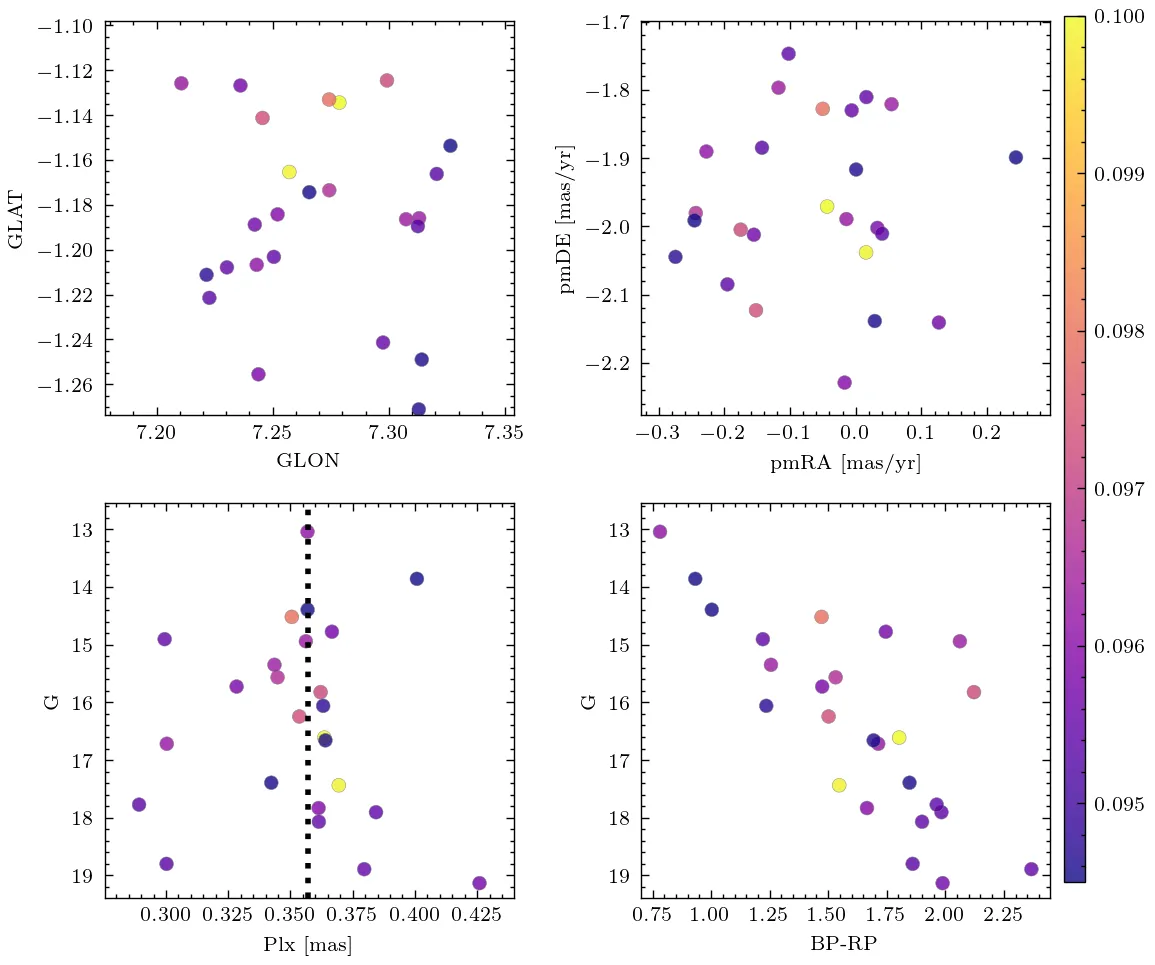 −1.10
−1.12
−1.14
−1.16
−1.18
−1.20
−1.22
−1.24
−1.26
GLAT
7.20 7.25 7.30 7.35
GLON
−1.7
−1.8
−1.9
−2.0
−2.1
−2.2
pmDE [mas/yr]
−0.3 −0.2 −0.1 0.0 0.1 0.2
pmRA [mas/yr]
0.100
0.099
0.098
0.097
0.096
0.095
13
14
15
16
17
18
19
G
0.300 0.325 0.350 0.375 0.400 0.425
Plx [mas]
13
14
15
16
17
18
19
G
0.75 1.00 1.25 1.50 1.75 2.00 2.25
BP-RP